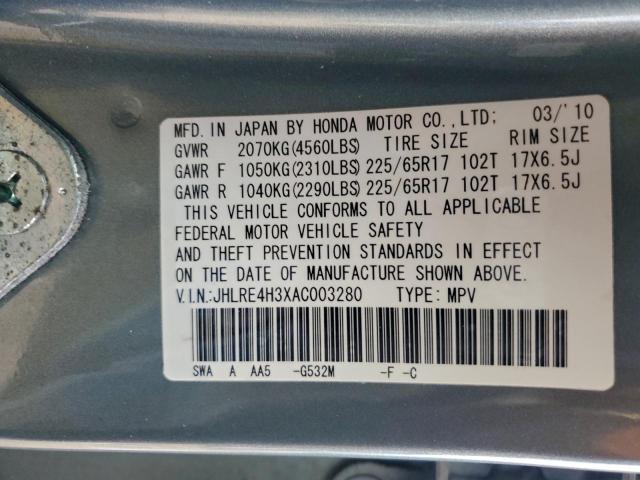 MFD. IN JAPAN BY HONDA MOTOR CO.,LTD; 03/'10
GVWR 2070KG(4560LBS) TIRE SIZE RIM SIZE
GAWR F 1050KG(2310LBS) 225/65R17 102T 17X6.5J
GAWR R 1040KG(2290LBS) 225/65R17 102T 17X6.5J
THIS VEHICLE CONFORMS TO ALL APPLICABLE
FEDERAL MOTOR VEHICLE SAFETY
AND THEFT PREVENTION STANDARDS IN EFFECT
ON THE DATE OF MANUFACTURE SHOWN ABOVE.
V.I.N.:JHLRE4H3XAC003280 TYPE: MPV
SWA A AA5 -G532M -F -C